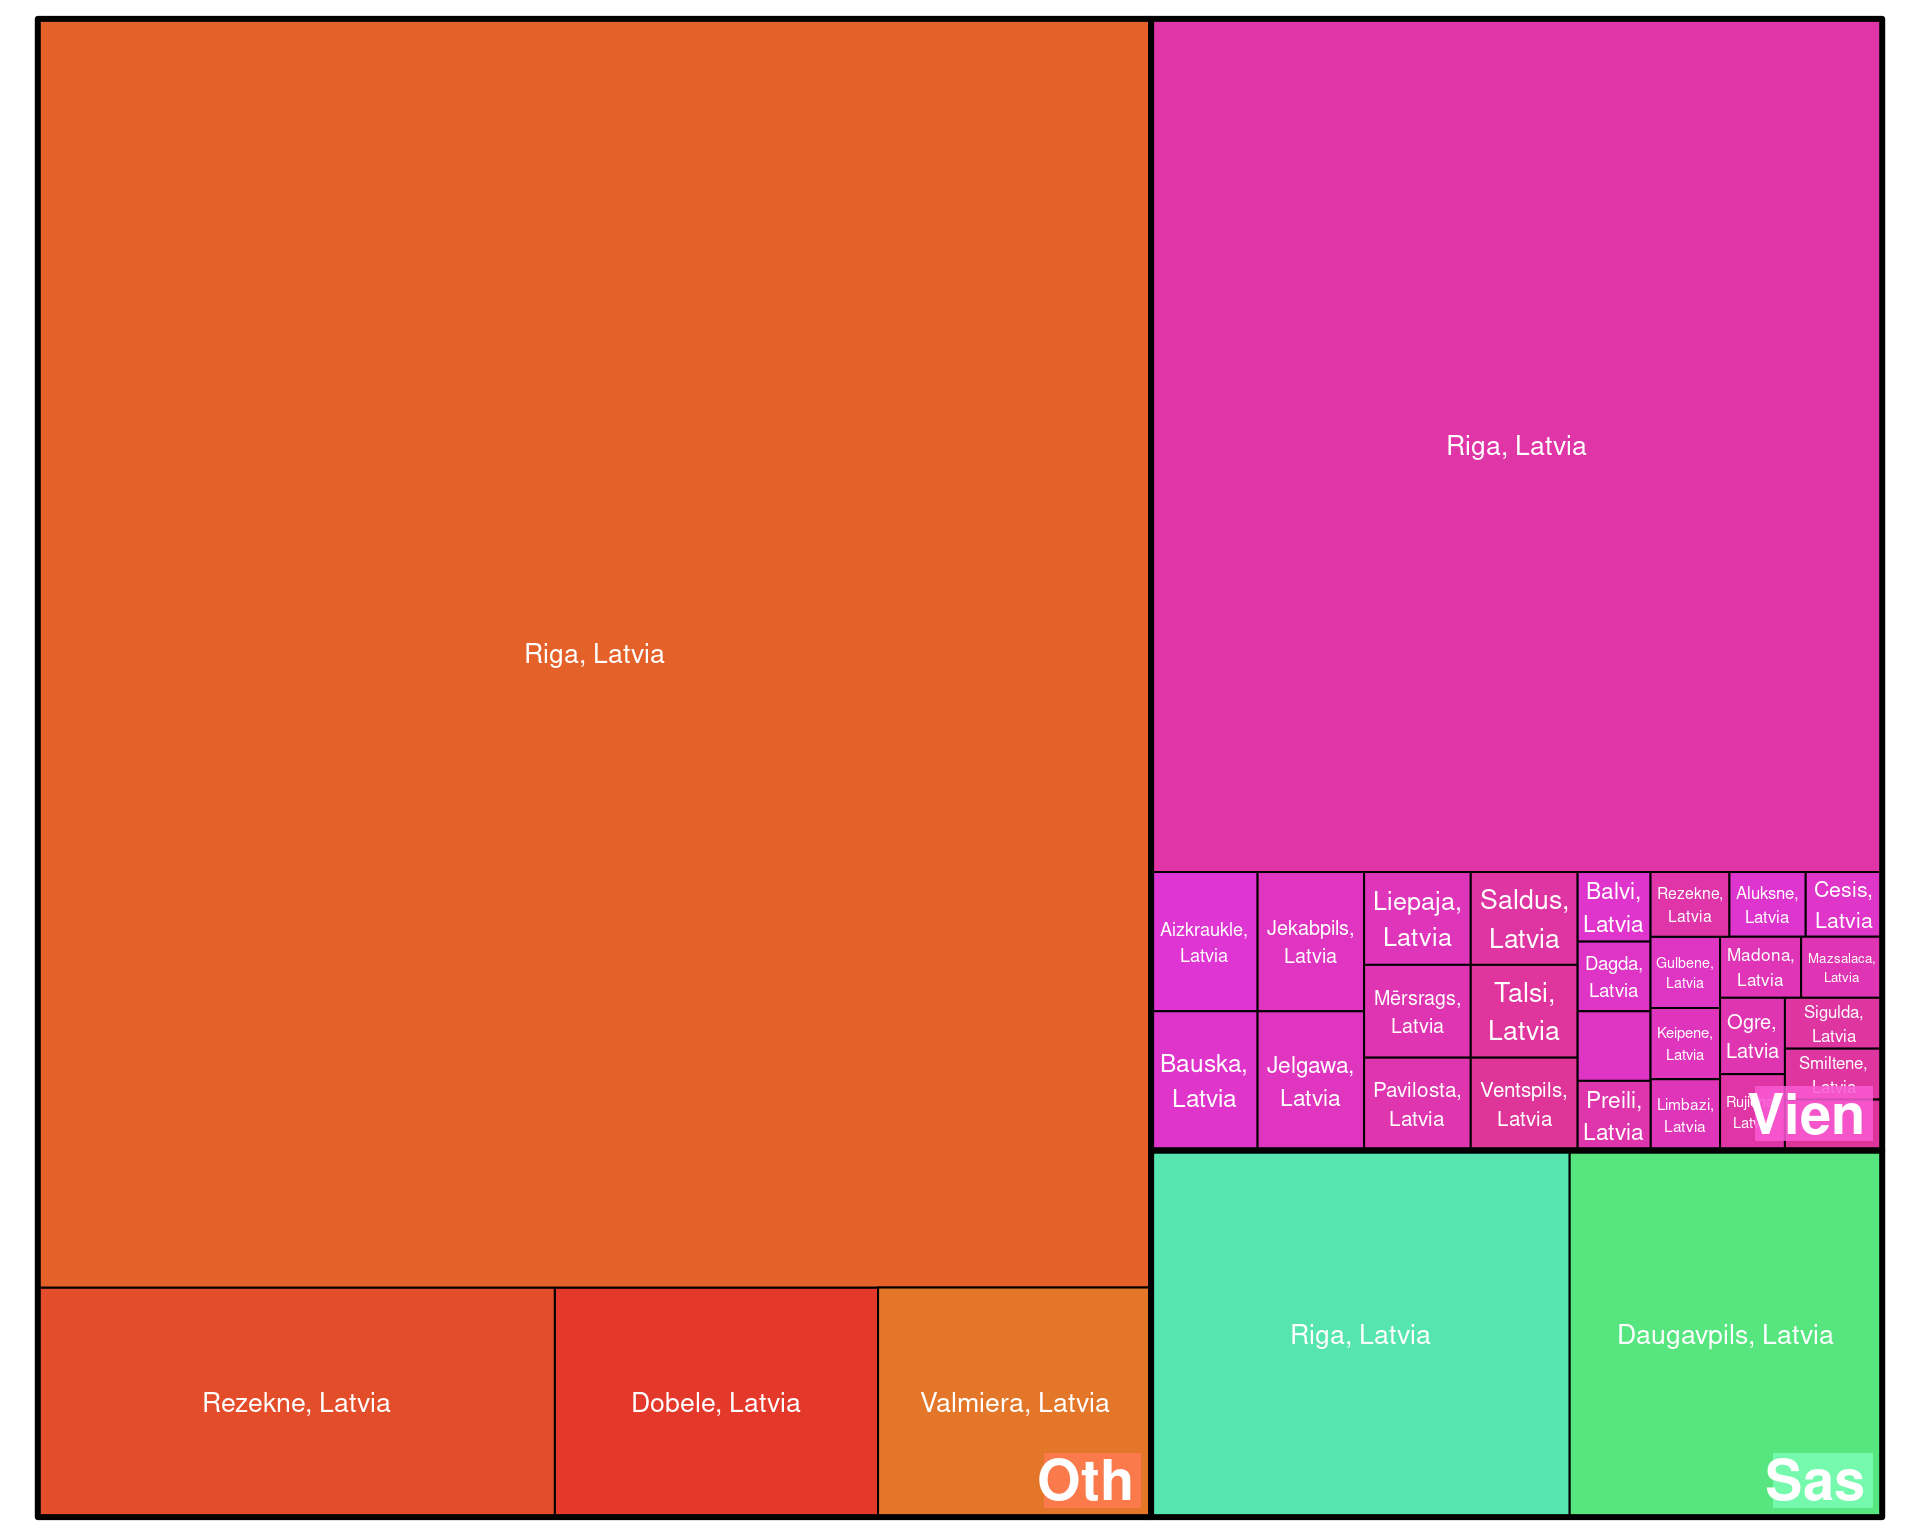 Riga, Latvia
Rezekne, Latvia
Dobele, Latvia
Valmiera, Latvia
Oth
Riga, Latvia
Aizkraukle,
Latvia
Bauska,
Latvia
Jekabpils,
Latvia
Jelgawa,
Latvia
Liepaja,
Latvia
Mērsrags,
Latvia
Pavilosta,
Latvia
Saldus,
Latvia
Talsi,
Latvia
Ventspils,
Latvia
Balvi,
Latvia
Dagda,
Latvia
Preili,
Latvia
Rezekne,
Latvia
Aluksne,
Latvia
Cesis,
Latvia
Gulbene,
Latvia
Keipene,
Latvia
Limbazi,
Latvia
Madona,
Latvia
Mazsalaca,
Latvia
Ogre,
Latvia
Sigulda,
Latvia
Smiltene,
Latvia
Vien
Riga, Latvia
Daugavpils, Latvia
Sas